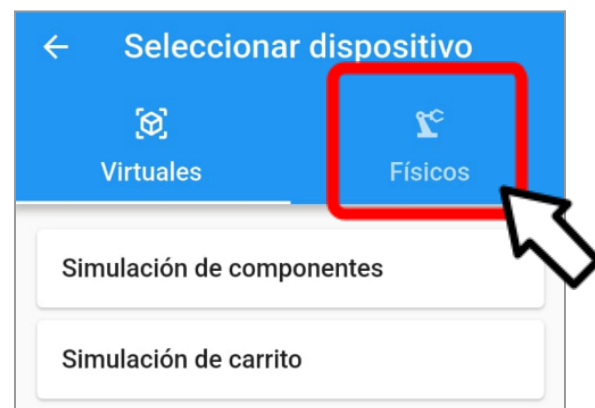 Seleccionar dispositivo
Virtuales
Físicos
Simulación de componentes
Simulación de carrito